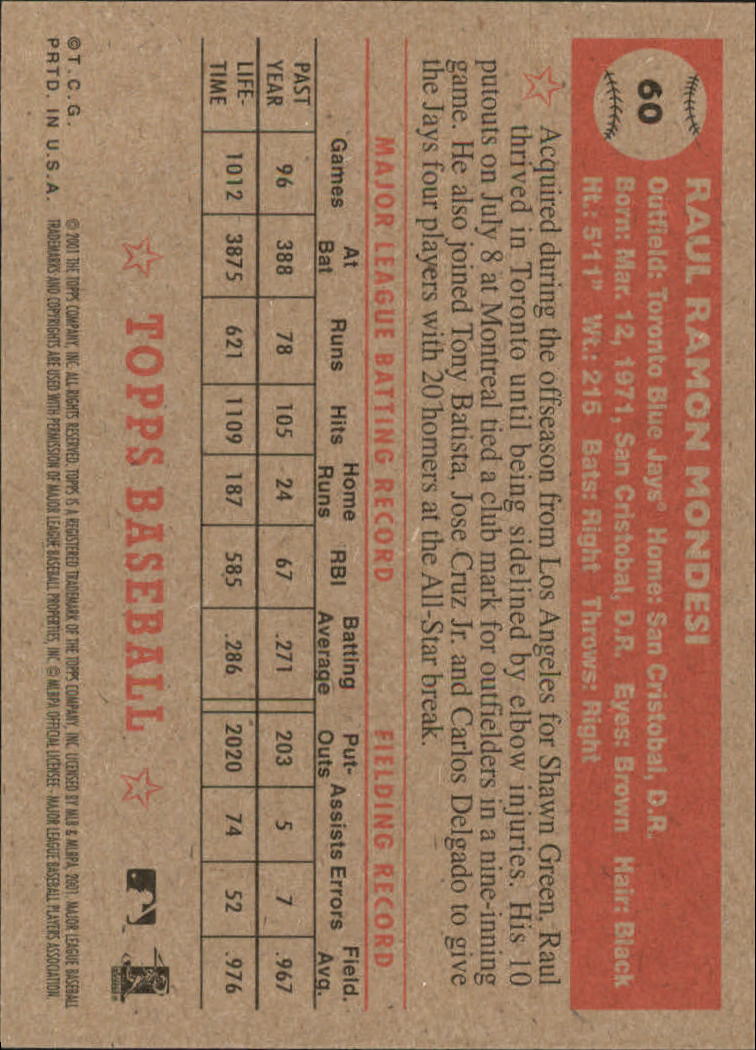 60
RAUL RAMON MONDESI
Outfield: Toronto Blue Jays® Home: San Cristobal, D.R.
Born: Mar. 12, 1971, San Cristobal, D.R. Eyes: Brown Hair: Black
Ht.: 5'11" Wt.: 215 Bats: Right Throws: Right
Acquired during the offseason from Los Angeles for Shawn Green, Raul
thrived in Toronto until being sidelined by elbow injuries. His 10
putouts on July 8 at Montreal tied a club mark for outfielders in a nine-inning
game. He also joined Tony Batista, Jose Cruz Jr. and Carlos Delgado to give
the Jays four players with 20 homers at the All-Star break.
MAJOR LEAGUE BATTING RECORD FIELDING RECORD
Games At Bat Runs Hits Home Runs RBI Batting Average Put-Outs Assists Errors Field. Avg.
PAST YEAR 96 388 78 105 24 67 .271 203 5 7 .967
LIFE-TIME 1012 3875 621 1109 187 585 .286 2020 74 52 .976
TOPPS BASEBALL
©T.C.G. © 2001 THE TOPPS COMPANY, INC. ALL RIGHTS RESERVED. TOPPS IS A REGISTERED TRADEMARK OF THE TOPPS COMPANY, INC. LICENSED BY MLB & MLBPA, 2001. MAJOR LEAGUE BASEBALL
PRTD. IN U.S.A. TRADEMARKS AND COPYRIGHTS ARE USED WITH PERMISSION OF MAJOR LEAGUE BASEBALL PROPERTIES, INC. © MLBPA OFFICIAL LICENSEE - MAJOR LEAGUE BASEBALL PLAYERS ASSOCIATION.